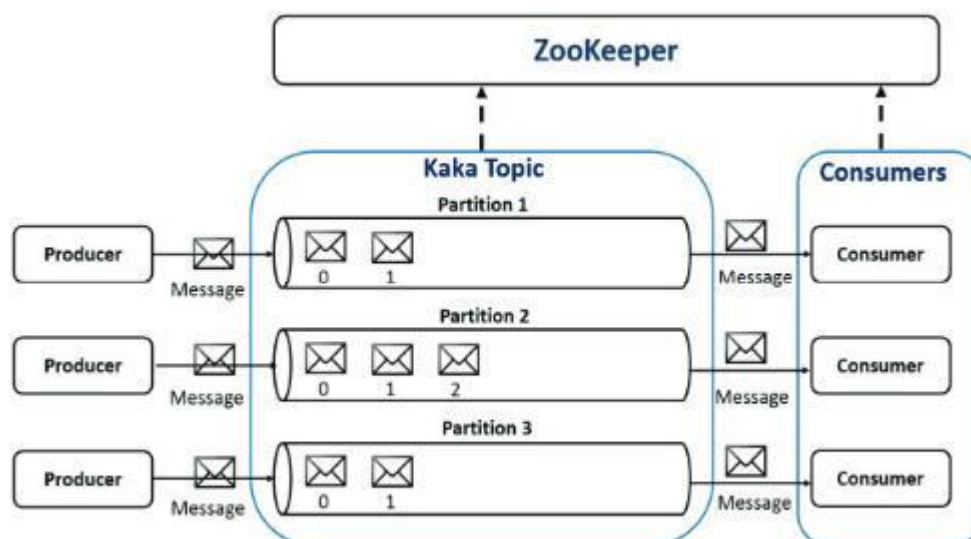 ZooKeeper
Kaka Topic
Consumers
Partition 1
Producer
Message
0 1
Message
Consumer
Partition 2
Producer
Message
0 1 2
Message
Consumer
Partition 3
Producer
Message
0 1
Message
Consumer